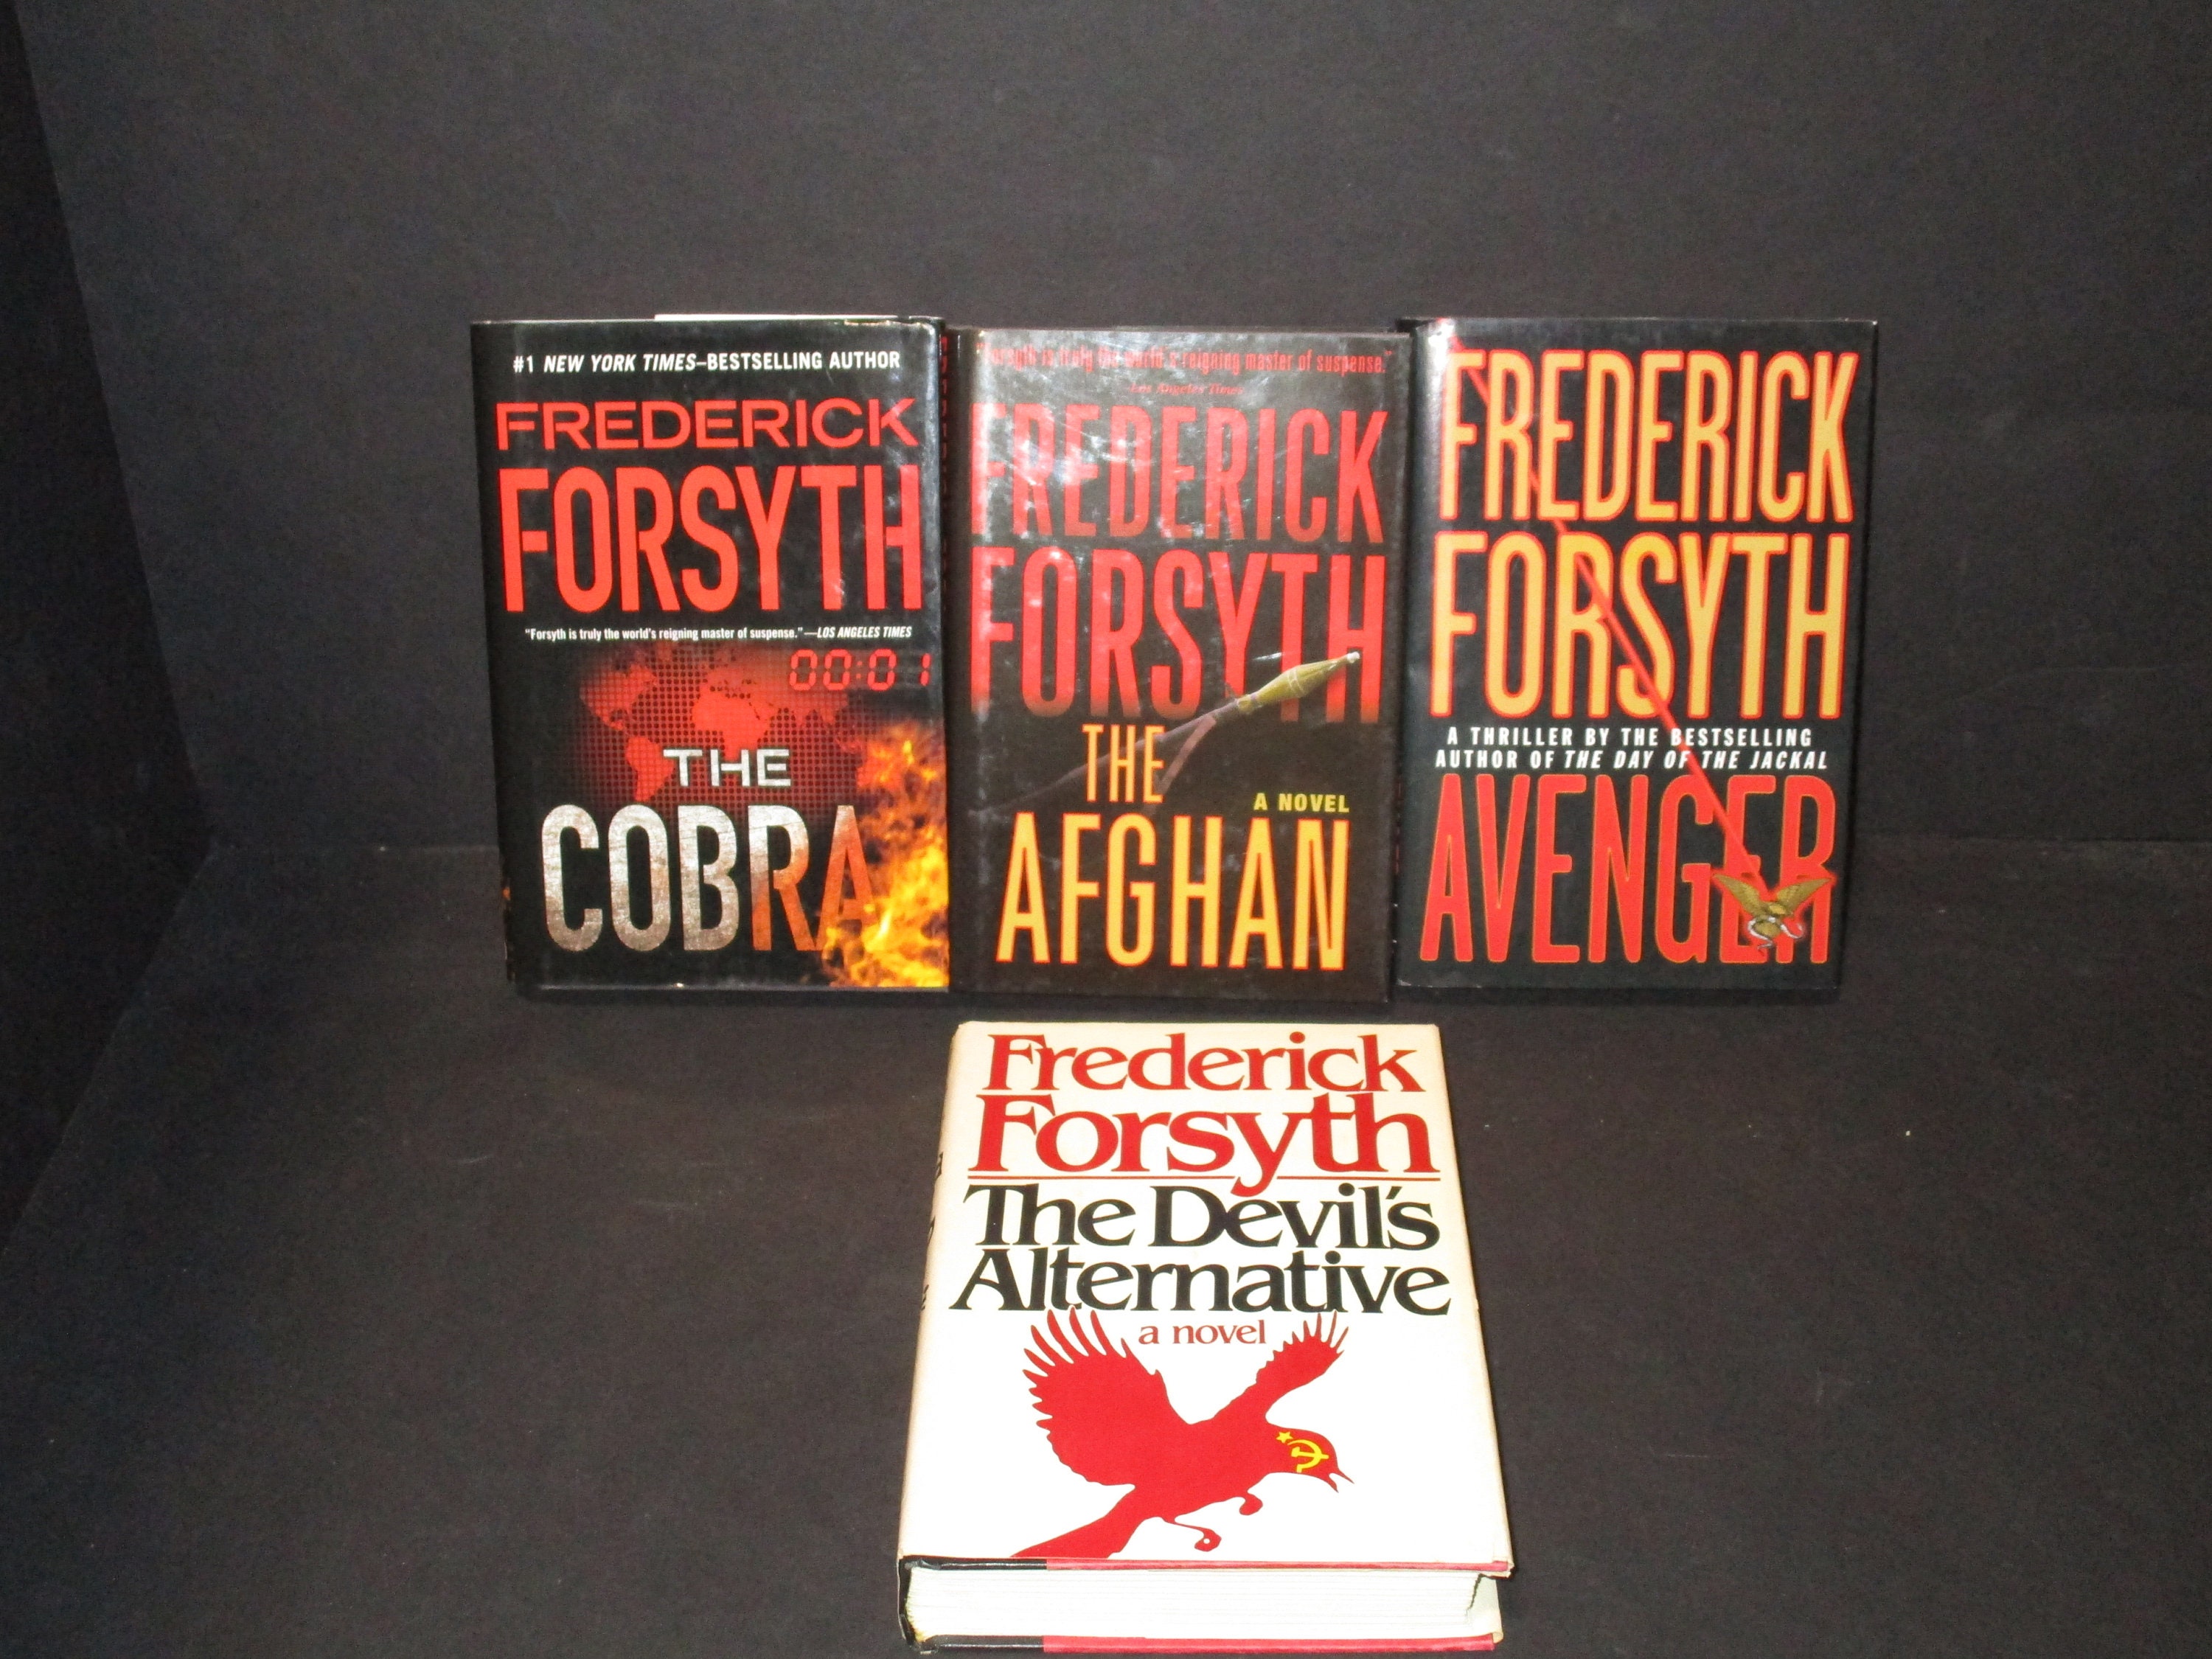 #1 NEW YORK TIMES–BESTSELLING AUTHOR
FREDERICK
FORSYTH
"Forsyth is truly the world's reigning master of suspense."—LOS ANGELES TIMES
00:01
THE
COBRA
"Forsyth is truly the world's reigning master of suspense."
—Los Angeles Times
FREDERICK
FORSYTH
THE
A NOVEL
AFGHAN
FREDERICK
FORSYTH
A THRILLER BY THE BESTSELLING
AUTHOR OF THE DAY OF THE JACKAL
AVENGER
Frederick
Forsyth
The Devil's
Alternative
a novel